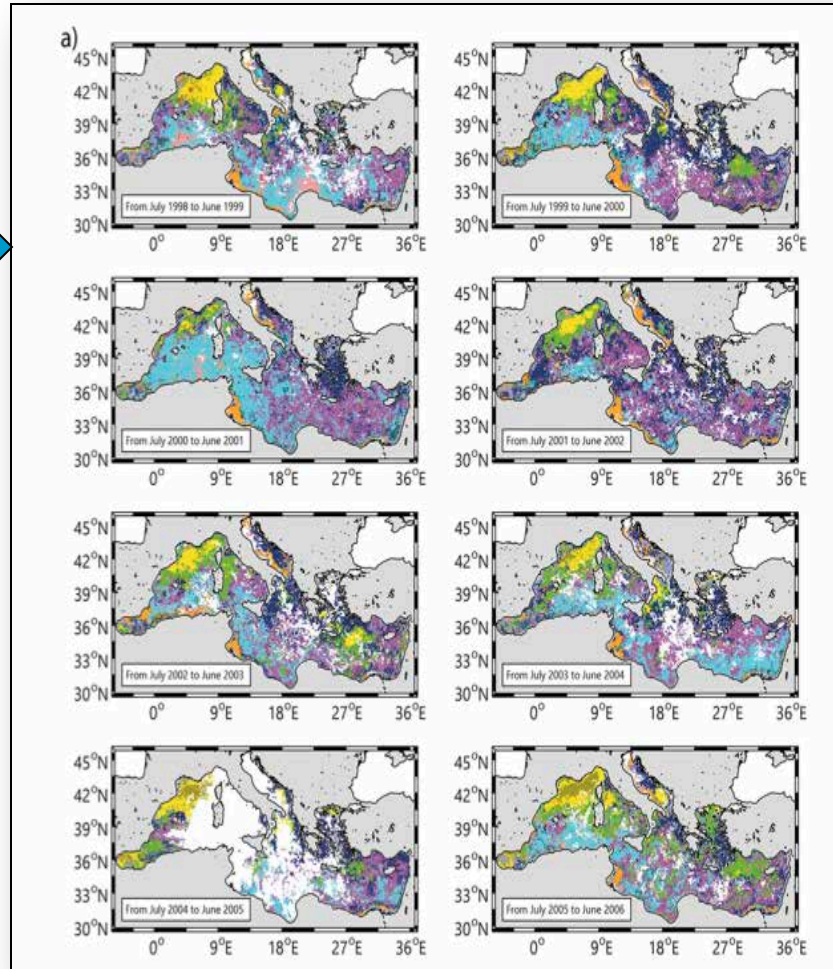 a)
45°N
42°N
39°N
36°N
33°N
30°N
From July 1998 to June 1999
0° 9°E 18°E 27°E 36°E
45°N
42°N
39°N
36°N
33°N
30°N
From July 1999 to June 2000
0° 9°E 18°E 27°E 36°E
45°N
42°N
39°N
36°N
33°N
30°N
From July 2000 to June 2001
0° 9°E 18°E 27°E 36°E
45°N
42°N
39°N
36°N
33°N
30°N
From July 2001 to June 2002
0° 9°E 18°E 27°E 36°E
45°N
42°N
39°N
36°N
33°N
30°N
From July 2002 to June 2003
0° 9°E 18°E 27°E 36°E
45°N
42°N
39°N
36°N
33°N
30°N
From July 2003 to June 2004
0° 9°E 18°E 27°E 36°E
45°N
42°N
39°N
36°N
33°N
30°N
From July 2004 to June 2005
0° 9°E 18°E 27°E 36°E
45°N
42°N
39°N
36°N
33°N
30°N
From July 2005 to June 2006
0° 9°E 18°E 27°E 36°E